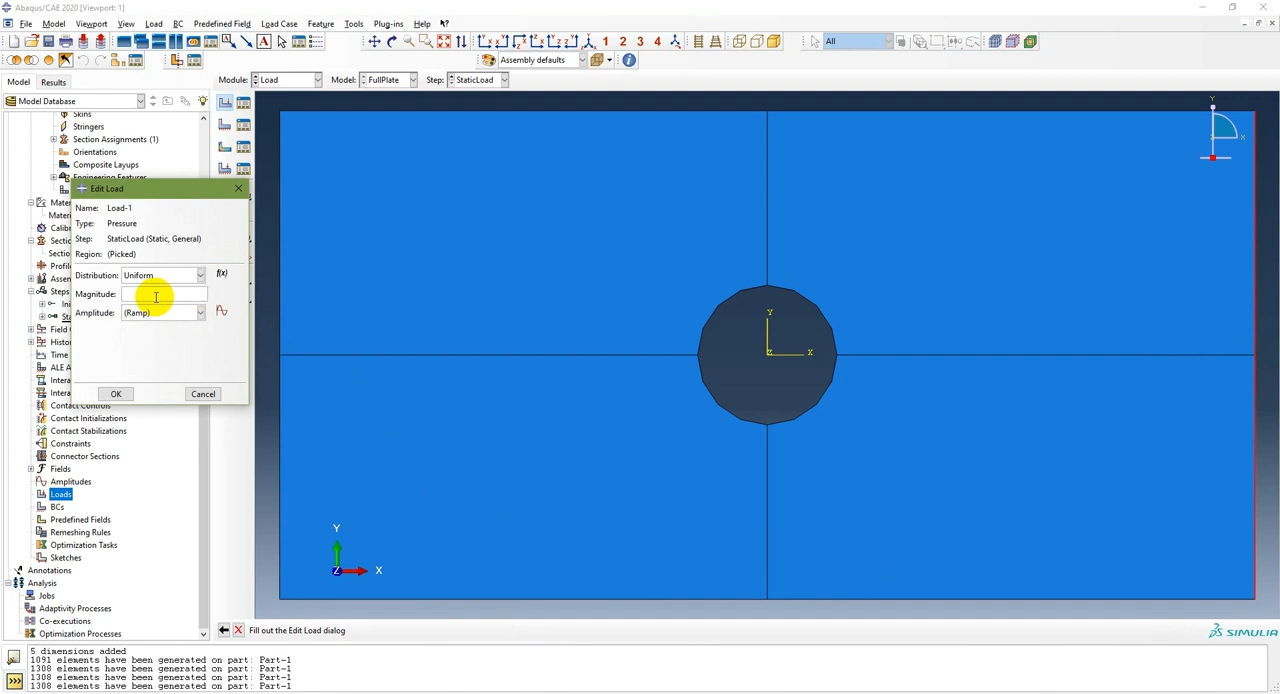 Abaqus/CAE 2020 [Viewport: 1]
File Model Viewport View Load BC Predefined Field Load Case Feature Tools Plug-ins Help
1 2 3 4 All
Assembly defaults
Model Results Module: Load Model: FullPlate Step: StaticLoad
Model Database
Skins
Stringers
Section Assignments (1)
Orientations
Composite Layups
Engineering Features
Edit Load
Name: Load-1
Type: Pressure
Step: StaticLoad (Static, General)
Region: (Picked)
Distribution: Uniform f(x)
Magnitude:
Amplitude: (Ramp)
OK Cancel
Contact Controls
Contact Initializations
Contact Stabilizations
Constraints
Connector Sections
Fields
Amplitudes
Loads
BCs
Predefined Fields
Remeshing Rules
Optimization Tasks
Sketches
Annotations
Analysis
Jobs
Adaptivity Processes
Co-executions
Optimization Processes
Y
X
Y
X
Z
Y
X
Z
Fill out the Edit Load dialog
SIMULIA
5 dimensions added
1091 elements have been generated on part: Part-1
1308 elements have been generated on part: Part-1
1308 elements have been generated on part: Part-1
1308 elements have been generated on part: Part-1